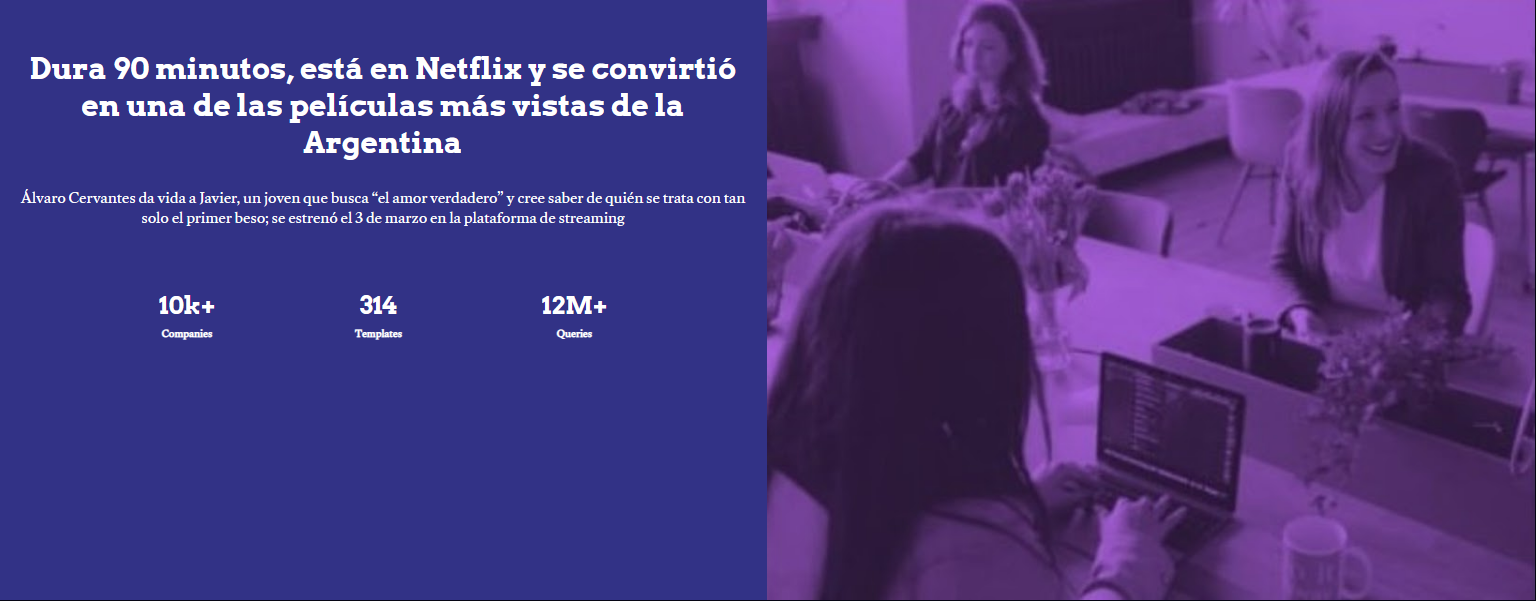 Dura 90 minutos, está en Netflix y se convirtió
en una de las películas más vistas de la
Argentina
Álvaro Cervantes da vida a Javier, un joven que busca “el amor verdadero” y cree saber de quién se trata con tan
solo el primer beso; se estrenó el 3 de marzo en la plataforma de streaming
10k+
Companies
314
Templates
12M+
Queries